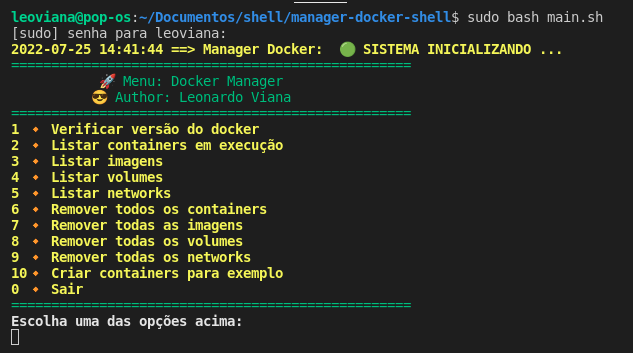 leoviana@pop-os:~/Documentos/shell/manager-docker-shell$ sudo bash main.sh
[sudo] senha para leoviana:
2022-07-25 14:41:44 ==> Manager Docker: 🟢 SISTEMA INICIALIZANDO ...
==================================================
🚀 Menu: Docker Manager
😎 Author: Leonardo Viana
==================================================
1 🔸 Verificar versão do docker
2 🔸 Listar containers em execução
3 🔸 Listar imagens
4 🔸 Listar volumes
5 🔸 Listar networks
6 🔸 Remover todos os containers
7 🔸 Remover todas as imagens
8 🔸 Remover todas os volumes
9 🔸 Remover todas os networks
10🔸 Criar containers para exemplo
0 🔸 Sair
==================================================
Escolha uma das opções acima: